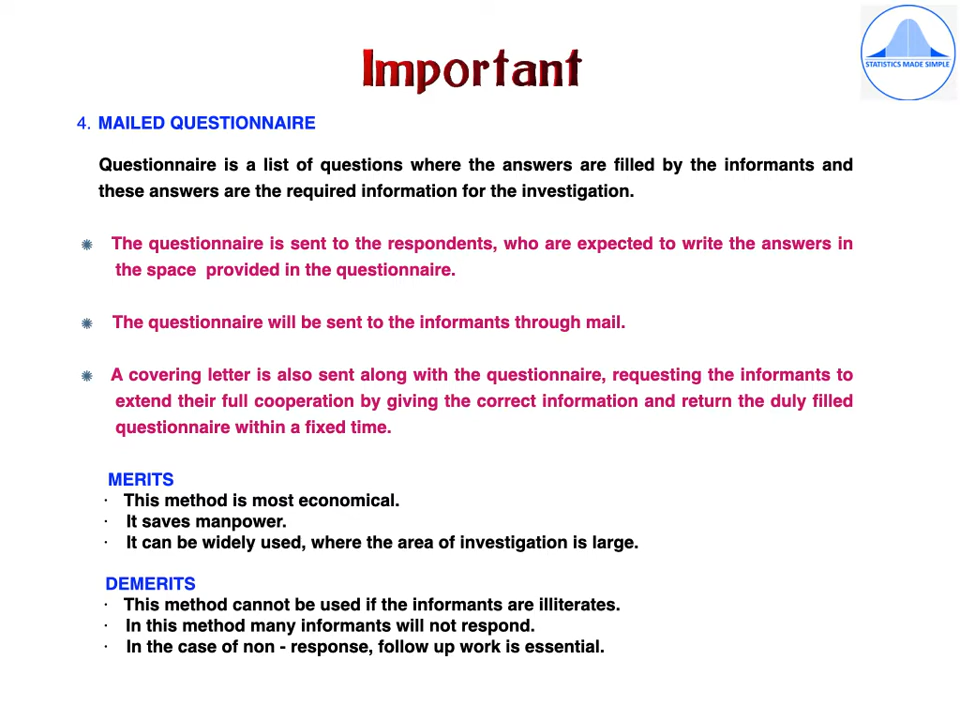 STATISTICS MADE SIMPLE
Important
4. MAILED QUESTIONNAIRE
Questionnaire is a list of questions where the answers are filled by the informants and
these answers are the required information for the investigation.
✺ The questionnaire is sent to the respondents, who are expected to write the answers in
the space provided in the questionnaire.
✺ The questionnaire will be sent to the informants through mail.
✺ A covering letter is also sent along with the questionnaire, requesting the informants to
extend their full cooperation by giving the correct information and return the duly filled
questionnaire within a fixed time.
MERITS
· This method is most economical.
· It saves manpower.
· It can be widely used, where the area of investigation is large.
DEMERITS
· This method cannot be used if the informants are illiterates.
· In this method many informants will not respond.
· In the case of non - response, follow up work is essential.